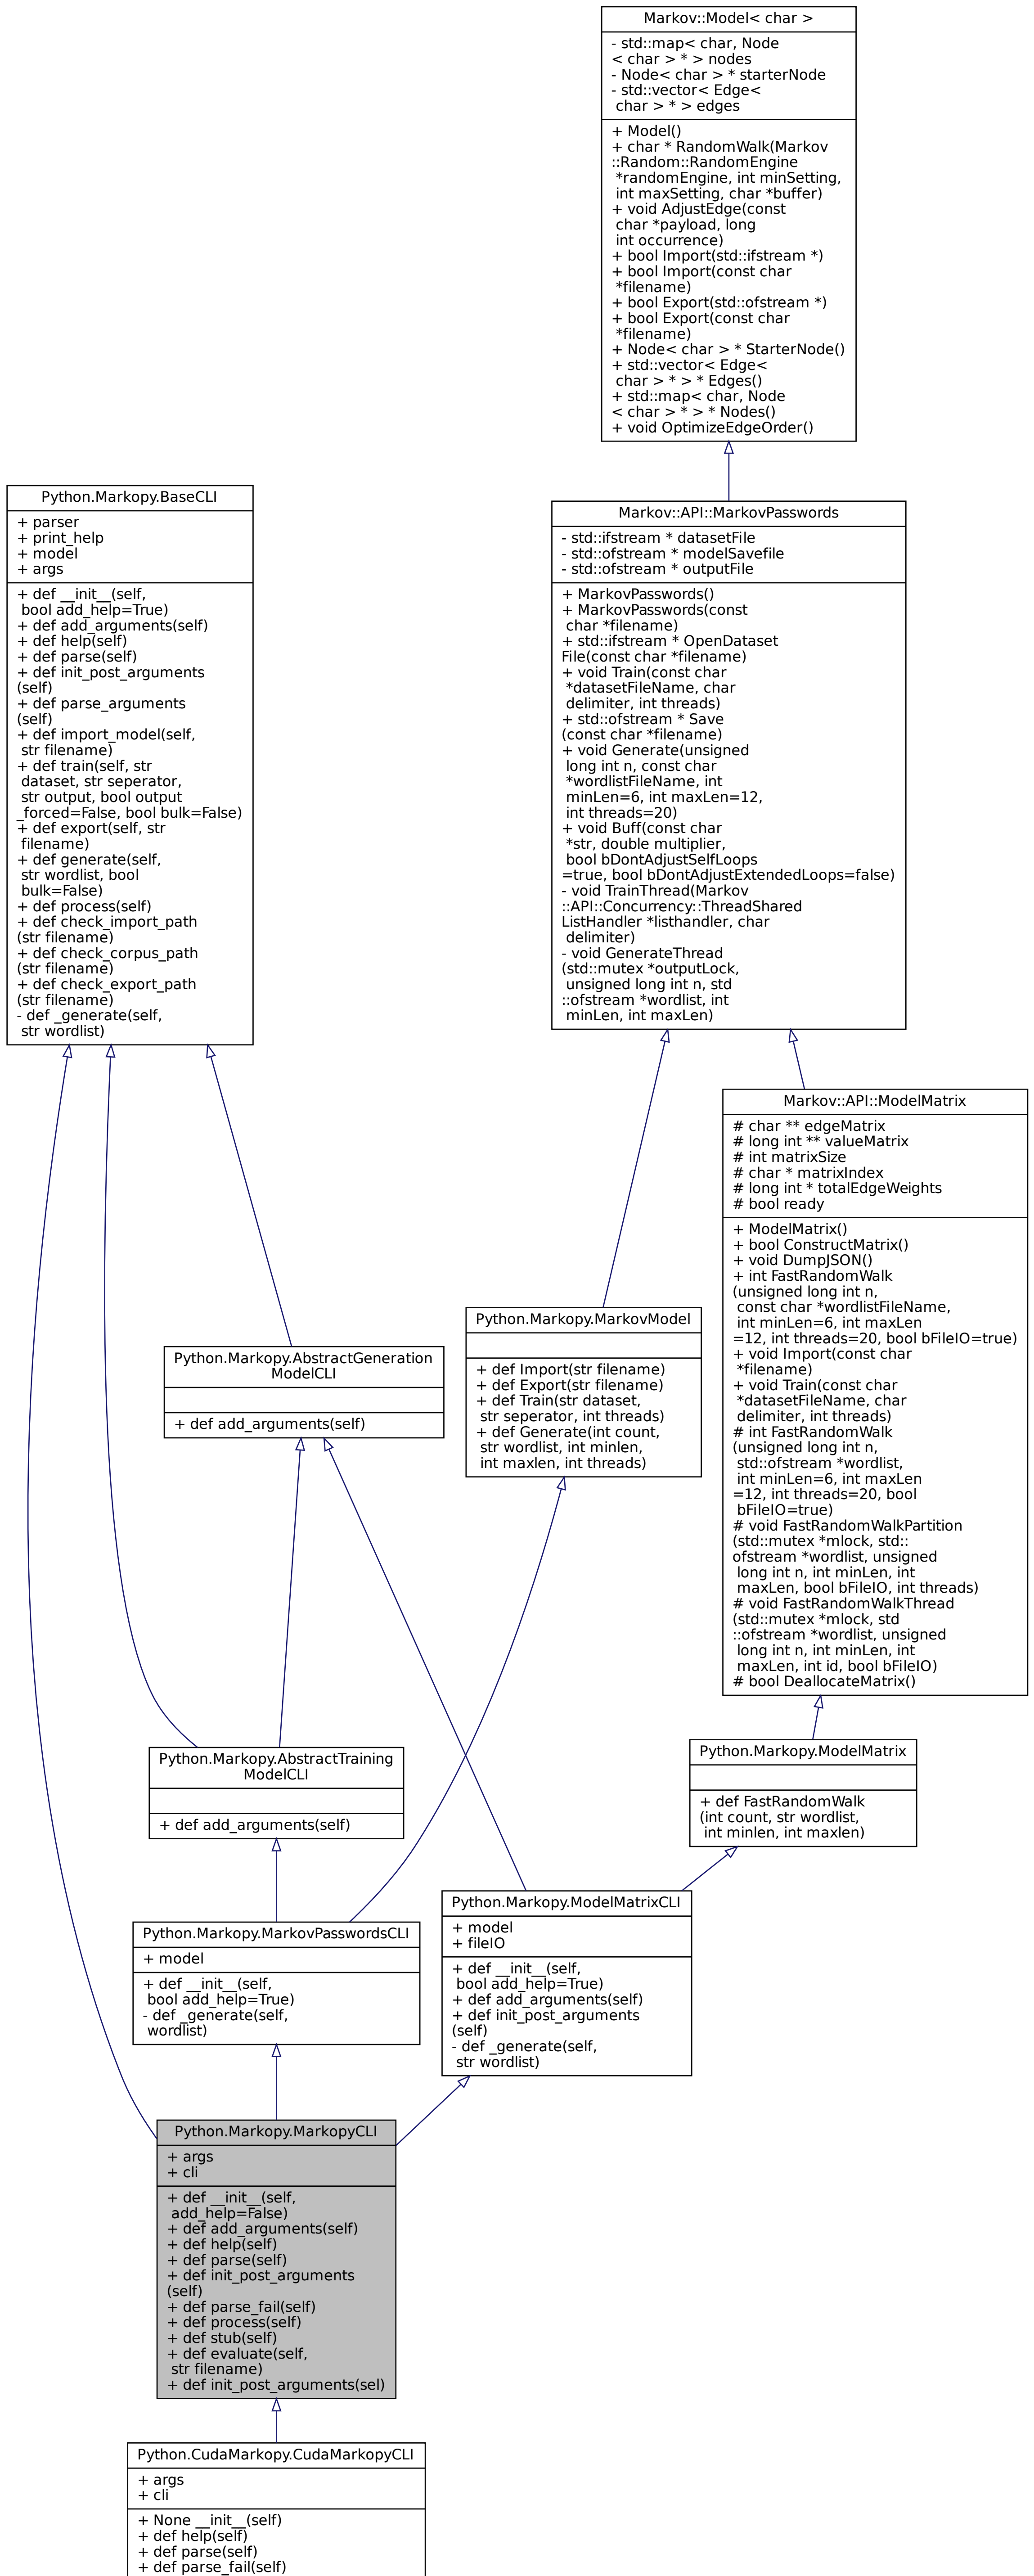 Markov::Model< char >
- std::map< char, Node
< char > * > nodes
- Node< char > * starterNode
- std::vector< Edge<
char > * > edges
+ Model()
+ char * RandomWalk(Markov
::Random::RandomEngine
*randomEngine, int minSetting,
int maxSetting, char *buffer)
+ void AdjustEdge(const
char *payload, long
int occurrence)
+ bool Import(std::ifstream *)
+ bool Import(const char
*filename)
+ bool Export(std::ofstream *)
+ bool Export(const char
*filename)
+ Node< char > * StarterNode()
+ std::vector< Edge<
char > * > * Edges()
+ std::map< char, Node
< char > * > * Nodes()
+ void OptimizeEdgeOrder()
Python.Markopy.BaseCLI
+ parser
+ print_help
+ model
+ args
+ def __init__(self,
bool add_help=True)
+ def add_arguments(self)
+ def help(self)
+ def parse(self)
+ def init_post_arguments
(self)
+ def parse_arguments
(self)
+ def import_model(self,
str filename)
+ def train(self, str
dataset, str seperator,
str output, bool output
_forced=False, bool bulk=False)
+ def export(self, str
filename)
+ def generate(self,
str wordlist, bool
bulk=False)
+ def process(self)
+ def check_import_path
(str filename)
+ def check_corpus_path
(str filename)
+ def check_export_path
(str filename)
- def _generate(self,
str wordlist)
Markov::API::MarkovPasswords
- std::ifstream * datasetFile
- std::ofstream * modelSavefile
- std::ofstream * outputFile
+ MarkovPasswords()
+ MarkovPasswords(const
char *filename)
+ std::ifstream * OpenDataset
File(const char *filename)
+ void Train(const char
*datasetFileName, char
delimiter, int threads)
+ std::ofstream * Save
(const char *filename)
+ void Generate(unsigned
long int n, const char
*wordlistFileName, int
minLen=6, int maxLen=12,
int threads=20)
+ void Buff(const char
*str, double multiplier,
bool bDontAdjustSelfLoops
=true, bool bDontAdjustExtendedLoops=false)
- void TrainThread(Markov
::API::Concurrency::ThreadShared
ListHandler *listhandler, char
delimiter)
- void GenerateThread
(std::mutex *outputLock,
unsigned long int n, std
::ofstream *wordlist, int
minLen, int maxLen)
Markov::API::ModelMatrix
# char ** edgeMatrix
# long int ** valueMatrix
# int matrixSize
# char * matrixIndex
# long int * totalEdgeWeights
# bool ready
+ ModelMatrix()
+ bool ConstructMatrix()
+ void DumpJSON()
+ int FastRandomWalk
(unsigned long int n,
const char *wordlistFileName,
int minLen=6, int maxLen
=12, int threads=20, bool bFileIO=true)
+ void Import(const char
*filename)
+ void Train(const char
*datasetFileName, char
delimiter, int threads)
# int FastRandomWalk
(unsigned long int n,
std::ofstream *wordlist,
int minLen=6, int maxLen
=12, int threads=20, bool
bFileIO=true)
# void FastRandomWalkPartition
(std::mutex *mlock, std::
ofstream *wordlist, unsigned
long int n, int minLen, int
maxLen, bool bFileIO, int threads)
# void FastRandomWalkThread
(std::mutex *mlock, std
::ofstream *wordlist, unsigned
long int n, int minLen, int
maxLen, int id, bool bFileIO)
# bool DeallocateMatrix()
Python.Markopy.MarkovModel
+ def Import(str filename)
+ def Export(str filename)
+ def Train(str dataset,
str seperator, int threads)
+ def Generate(int count,
str wordlist, int minlen,
int maxlen, int threads)
Python.Markopy.AbstractGeneration
ModelCLI
+ def add_arguments(self)
Python.Markopy.AbstractTraining
ModelCLI
+ def add_arguments(self)
Python.Markopy.ModelMatrix
+ def FastRandomWalk
(int count, str wordlist,
int minlen, int maxlen)
Python.Markopy.MarkovPasswordsCLI
+ model
+ def __init__(self,
bool add_help=True)
- def _generate(self,
wordlist)
Python.Markopy.ModelMatrixCLI
+ model
+ fileIO
+ def __init__(self,
bool add_help=True)
+ def add_arguments(self)
+ def init_post_arguments
(self)
- def _generate(self,
str wordlist)
Python.Markopy.MarkopyCLI
+ args
+ cli
+ def __init__(self,
add_help=False)
+ def add_arguments(self)
+ def help(self)
+ def parse(self)
+ def init_post_arguments
(self)
+ def parse_fail(self)
+ def process(self)
+ def stub(self)
+ def evaluate(self,
str filename)
+ def init_post_arguments(sel)
Python.CudaMarkopy.CudaMarkopyCLI
+ args
+ cli
+ None __init__(self)
+ def help(self)
+ def parse(self)
+ def parse_fail(self)